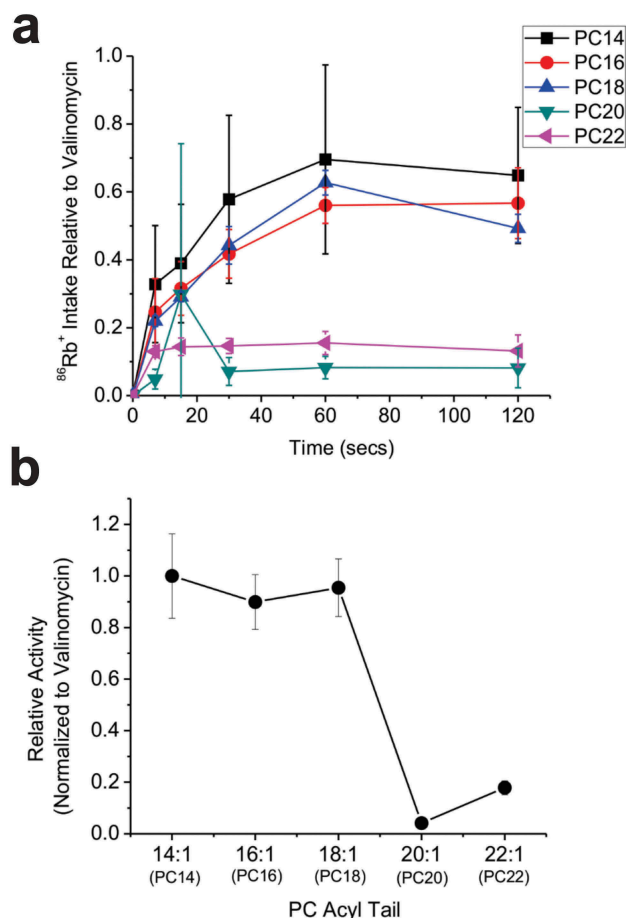 a
PC14
PC16
PC18
PC20
PC22
1.0
0.8
0.6
0.4
0.2
0.0
⁸⁶Rb⁺ Intake Relative to Valinomycin
0 20 40 60 80 100 120
Time (secs)
b
1.2
1.0
0.8
0.6
0.4
0.2
0.0
Relative Activity
(Normalized to Valinomycin)
14:1 16:1 18:1 20:1 22:1
(PC14) (PC16) (PC18) (PC20) (PC22)
PC Acyl Tail